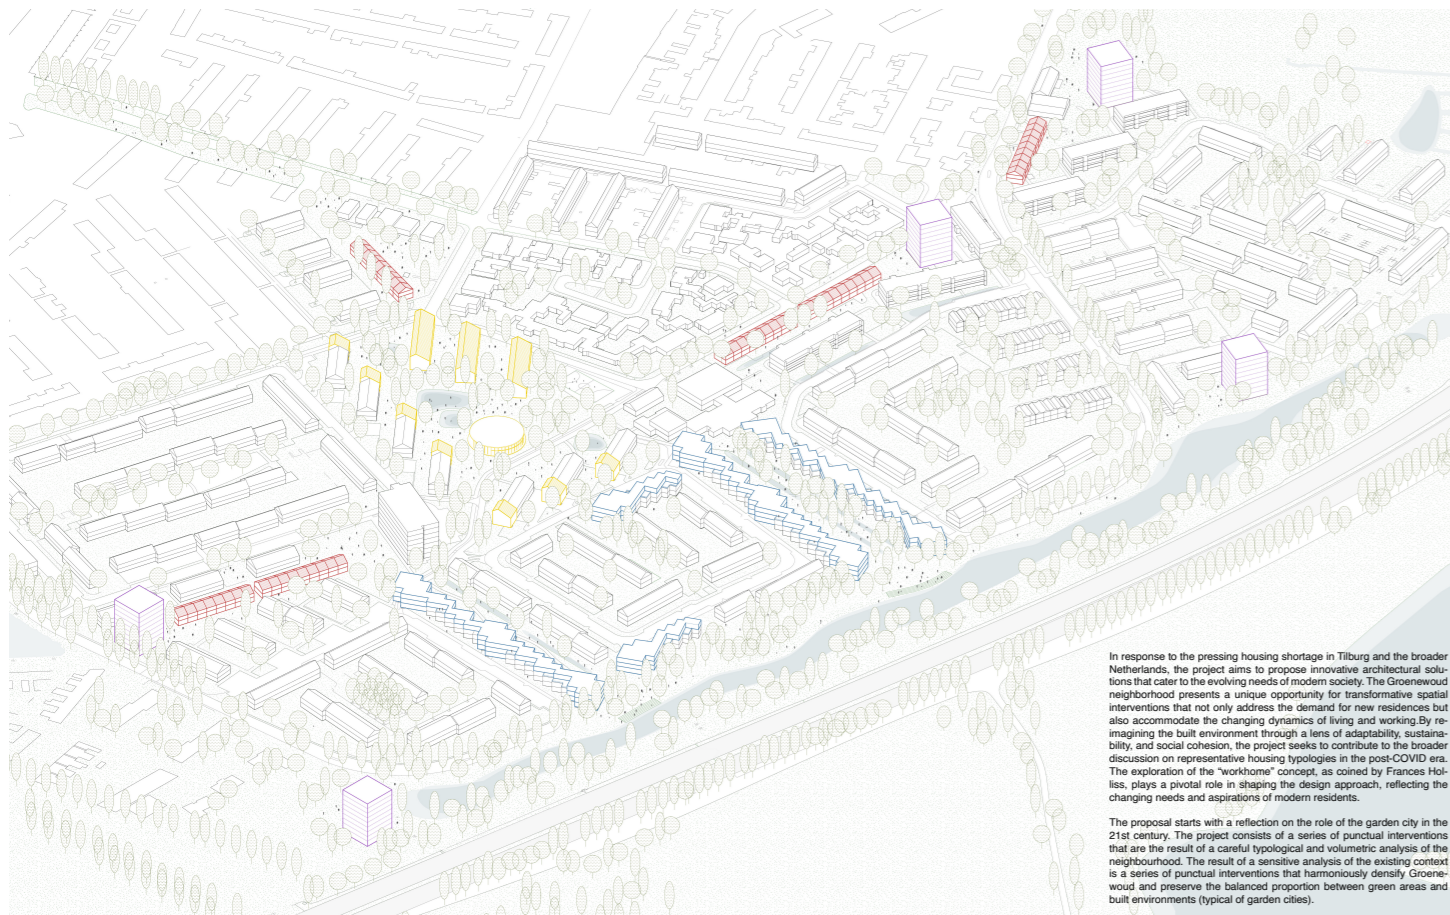 In response to the pressing housing shortage in Tilburg and the broader
Netherlands, the project aims to propose innovative architectural solu-
tions that cater to the evolving needs of modern society. The Groenewoud
neighborhood presents a unique opportunity for transformative spatial
interventions that not only address the demand for new residences but
also accommodate the changing dynamics of living and working.By re-
imagining the built environment through a lens of adaptability, sustaina-
bility, and social cohesion, the project seeks to contribute to the broader
discussion on representative housing typologies in the post-COVID era.
The exploration of the “workhome” concept, as coined by Frances Hol-
liss, plays a pivotal role in shaping the design approach, reflecting the
changing needs and aspirations of modern residents.
The proposal starts with a reflection on the role of the garden city in the
21st century. The project consists of a series of punctual interventions
that are the result of a careful typological and volumetric analysis of the
neighbourhood. The result of a sensitive analysis of the existing context
is a series of punctual interventions that harmoniously densify Groene-
woud and preserve the balanced proportion between green areas and
built environments (typical of garden cities).